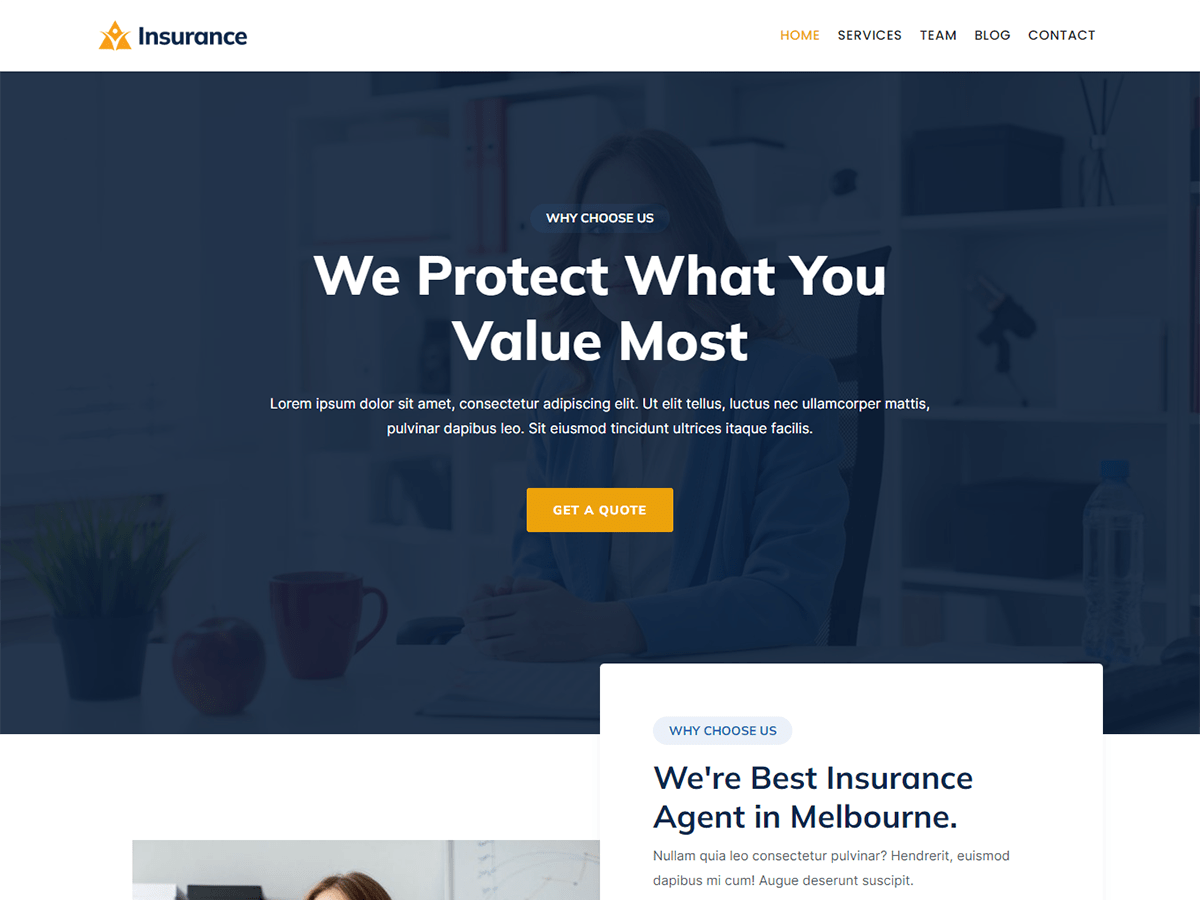 Insurance
HOME SERVICES TEAM BLOG CONTACT
WHY CHOOSE US
We Protect What You
Value Most
Lorem ipsum dolor sit amet, consectetur adipiscing elit. Ut elit tellus, luctus nec ullamcorper mattis,
pulvinar dapibus leo. Sit eiusmod tincidunt ultrices itaque facilis.
GET A QUOTE
WHY CHOOSE US
We're Best Insurance
Agent in Melbourne.
Nullam quia leo consectetur pulvinar? Hendrerit, euismod
dapibus mi cum! Augue deserunt suscipit.